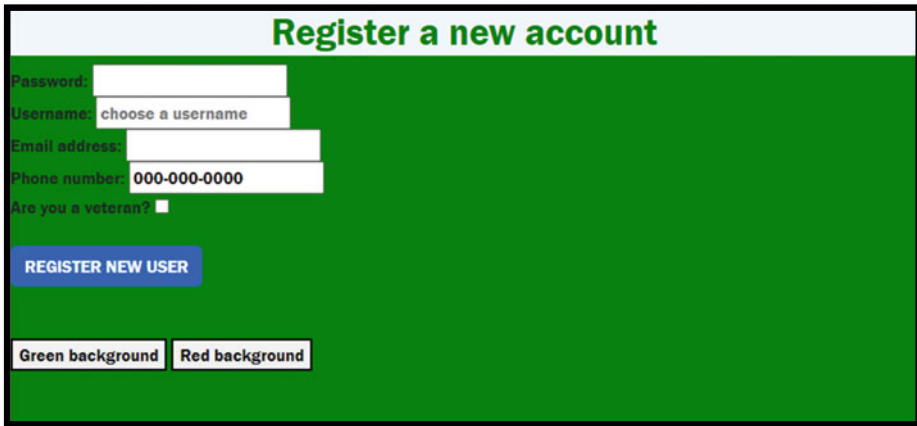 Register a new account
Password:
Username: choose a username
Email address:
Phone number: 000-000-0000
Are you a veteran?
REGISTER NEW USER
Green background Red background